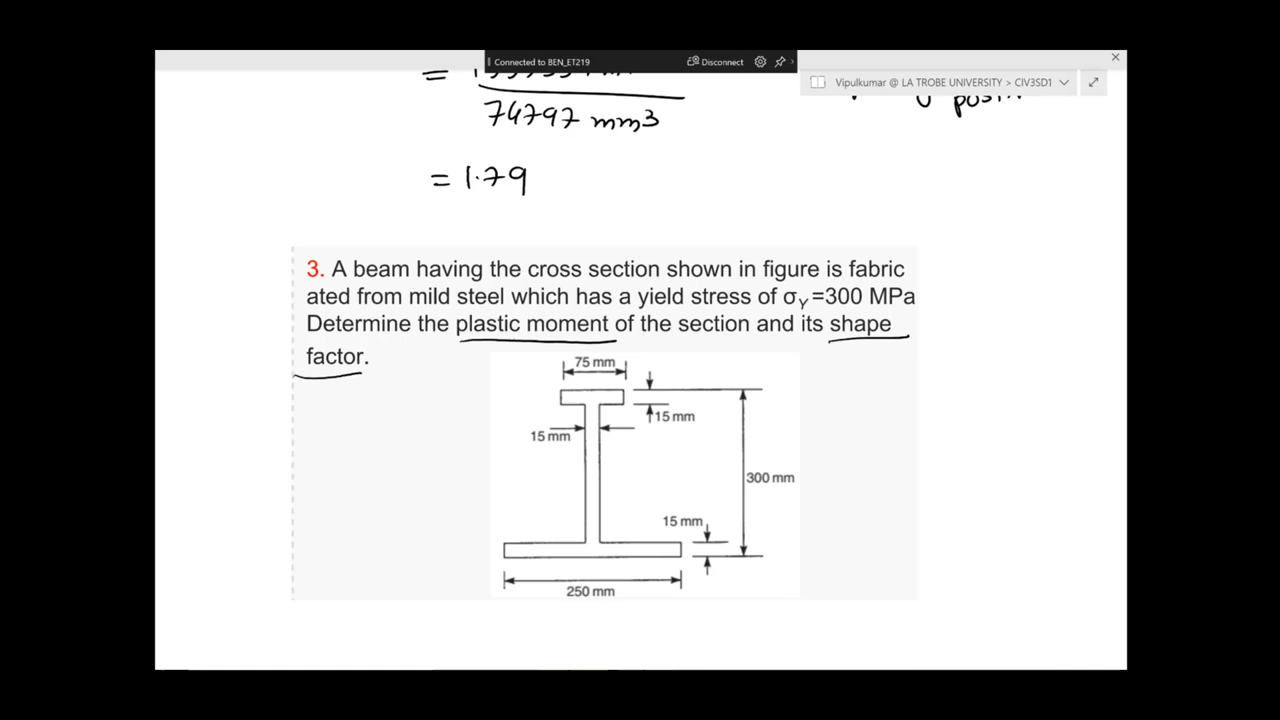 Connected to BEN_ET219
Disconnect
Vipulkumar @ LA TROBE UNIVERSITY > CIV3SD1
=
74797 mm3
= 1.79
3. A beam having the cross section shown in figure is fabric
ated from mild steel which has a yield stress of σY=300 MPa
Determine the plastic moment of the section and its shape
factor.
75 mm
15 mm
15 mm
300 mm
15 mm
250 mm